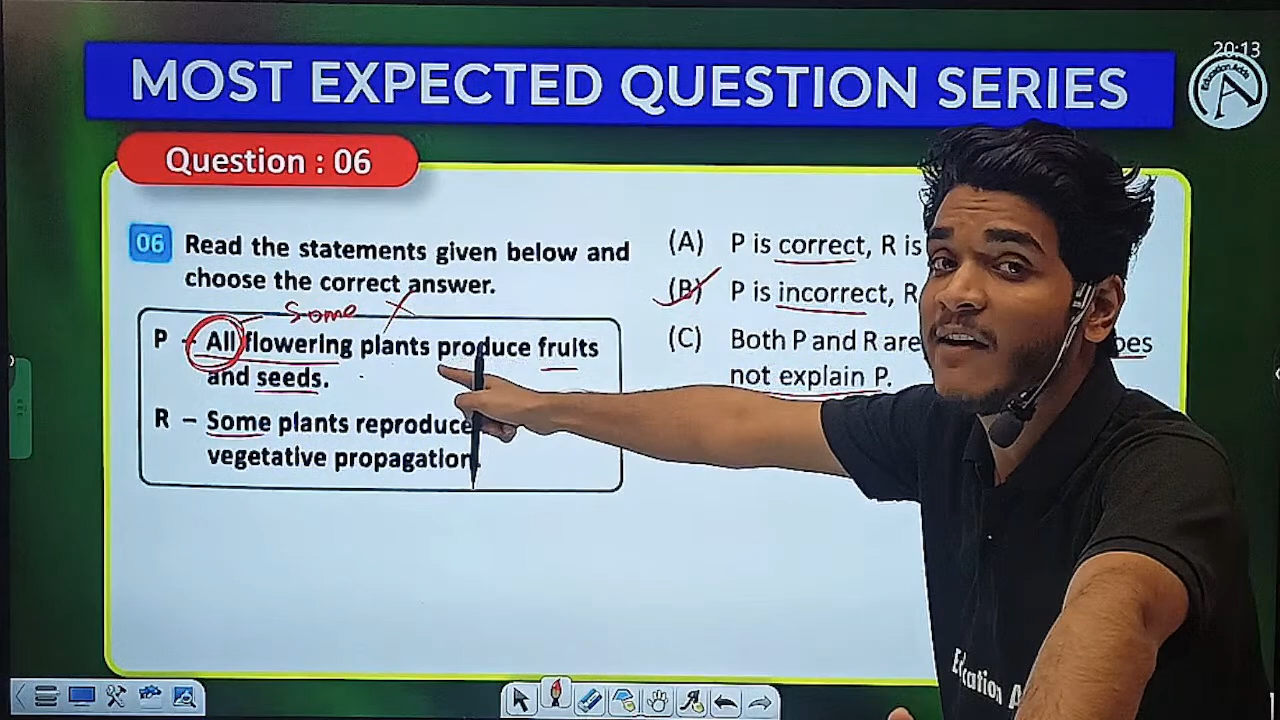 20:13
MOST EXPECTED QUESTION SERIES
Education Adda
A
Question : 06
06 Read the statements given below and
choose the correct answer.
Some
P – All flowering plants produce fruits
and seeds.
R – Some plants reproduce
vegetative propagation.
(A) P is correct, R is
(B) P is incorrect, R
(C) Both P and R are
not explain P.